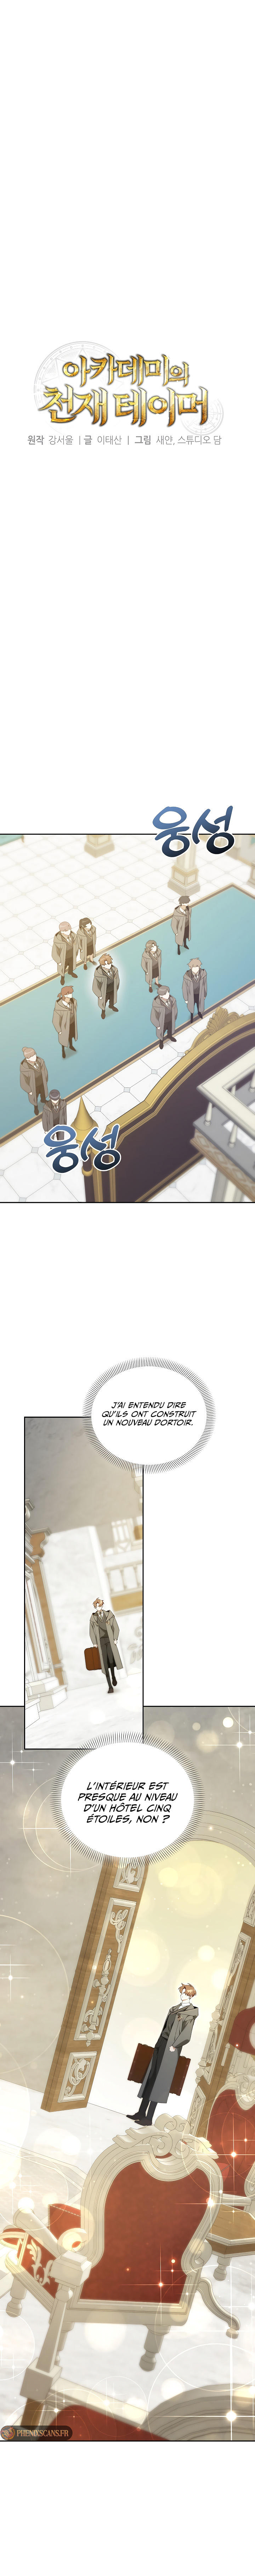 아카데미의
천재 테이머
원작 강서울 | 글 이태산 | 그림 새얀, 스튜디오 담
웅성
웅성
J'AI ENTENDU DIRE
QU'ILS ONT CONSTRUIT
UN NOUVEAU DORTOIR.
L'INTÉRIEUR EST
PRESQUE AU NIVEAU
D'UN HÔTEL CINQ
ÉTOILES, NON ?
PHENIXSCANS.FR